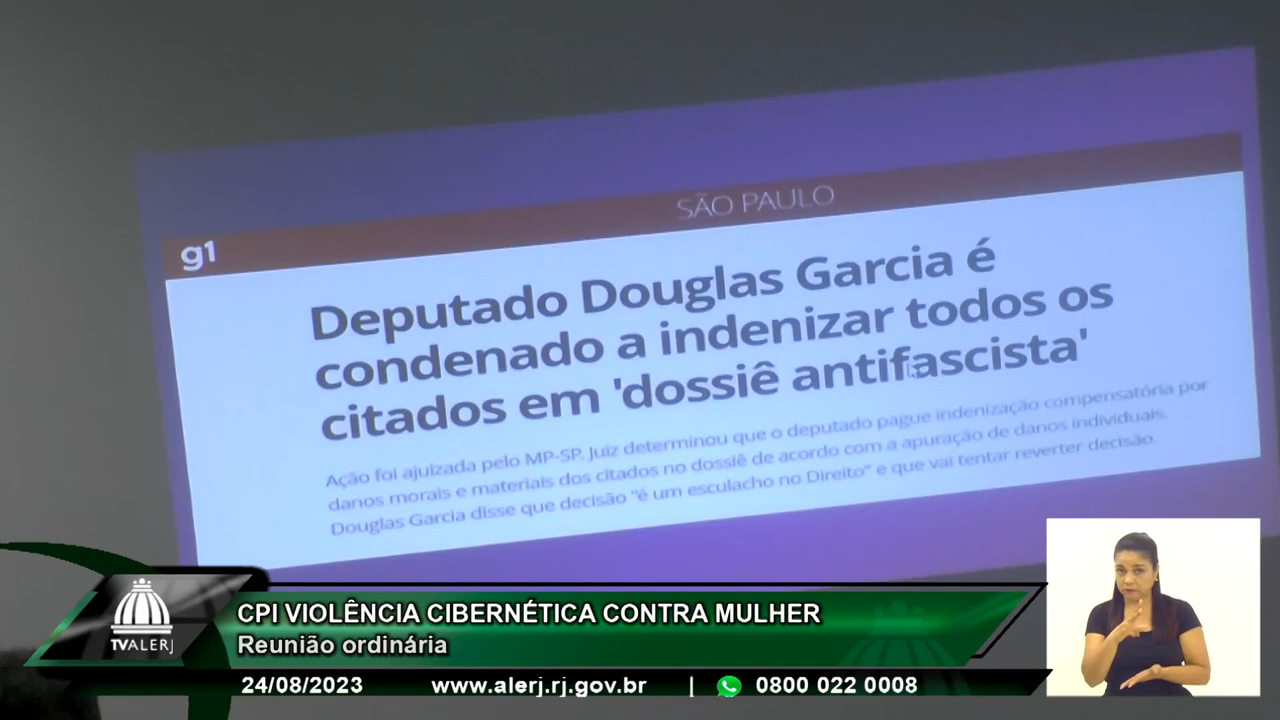 SÃO PAULO
g1
Deputado Douglas Garcia é
condenado a indenizar todos os
citados em 'dossiê antifascista'
Ação foi ajuizada pelo MP-SP. Juiz determinou que o deputado pague indenização compensatória por
danos morais e materiais dos citados no dossiê de acordo com a apuração de danos individuais.
Douglas Garcia disse que decisão "é um esculacho no Direito" e que vai tentar reverter decisão.
CPI VIOLÊNCIA CIBERNÉTICA CONTRA MULHER
Reunião ordinária
TVALERJ
24/08/2023 www.alerj.rj.gov.br | 0800 022 0008